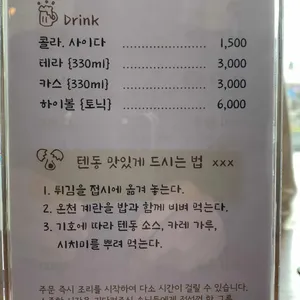 Drink
콜라. 사이다 ........................ 1,500
테라 {330ml} ........................ 3,000
카스 {330ml} ........................ 3,000
하이볼 {토닉} ........................ 6,000
텐동 맛있게 드시는 법 xxx
1. 튀김을 접시에 옮겨 놓는다.
2. 온천 계란을 밥과 함께 비벼 먹는다.
3. 기호에 따라 텐동 소스, 카레 가루,
시치미를 뿌려 먹는다.
주문 즉시 조리를 시작하여 다소 시간이 걸릴 수 있습니다.